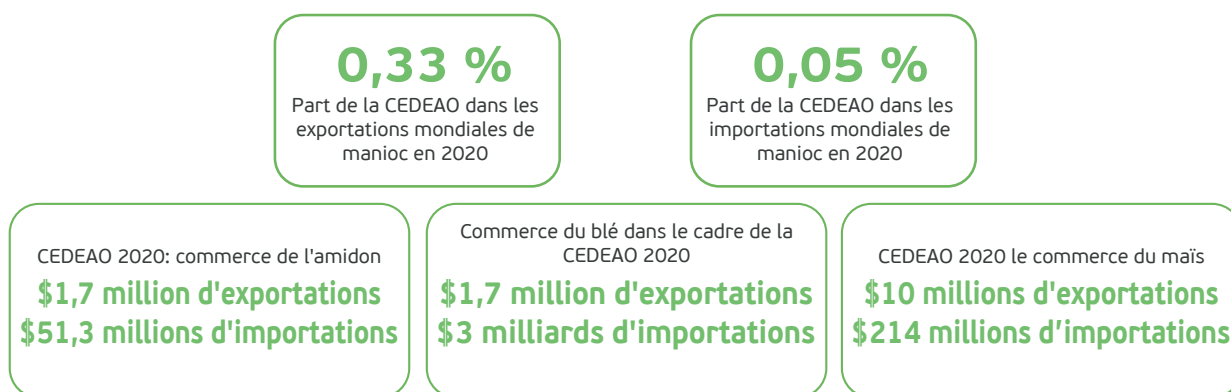 0,33 %
Part de la CEDEAO dans les
exportations mondiales de
manioc en 2020
0,05 %
Part de la CEDEAO dans les
importations mondiales de
manioc en 2020
CEDEAO 2020: commerce de l'amidon
$1,7 million d'exportations
$51,3 millions d'importations
Commerce du blé dans le cadre de la
CEDEAO 2020
$1,7 million d'exportations
$3 milliards d'importations
CEDEAO 2020 le commerce du maïs
$10 millions d'exportations
$214 millions d’importations